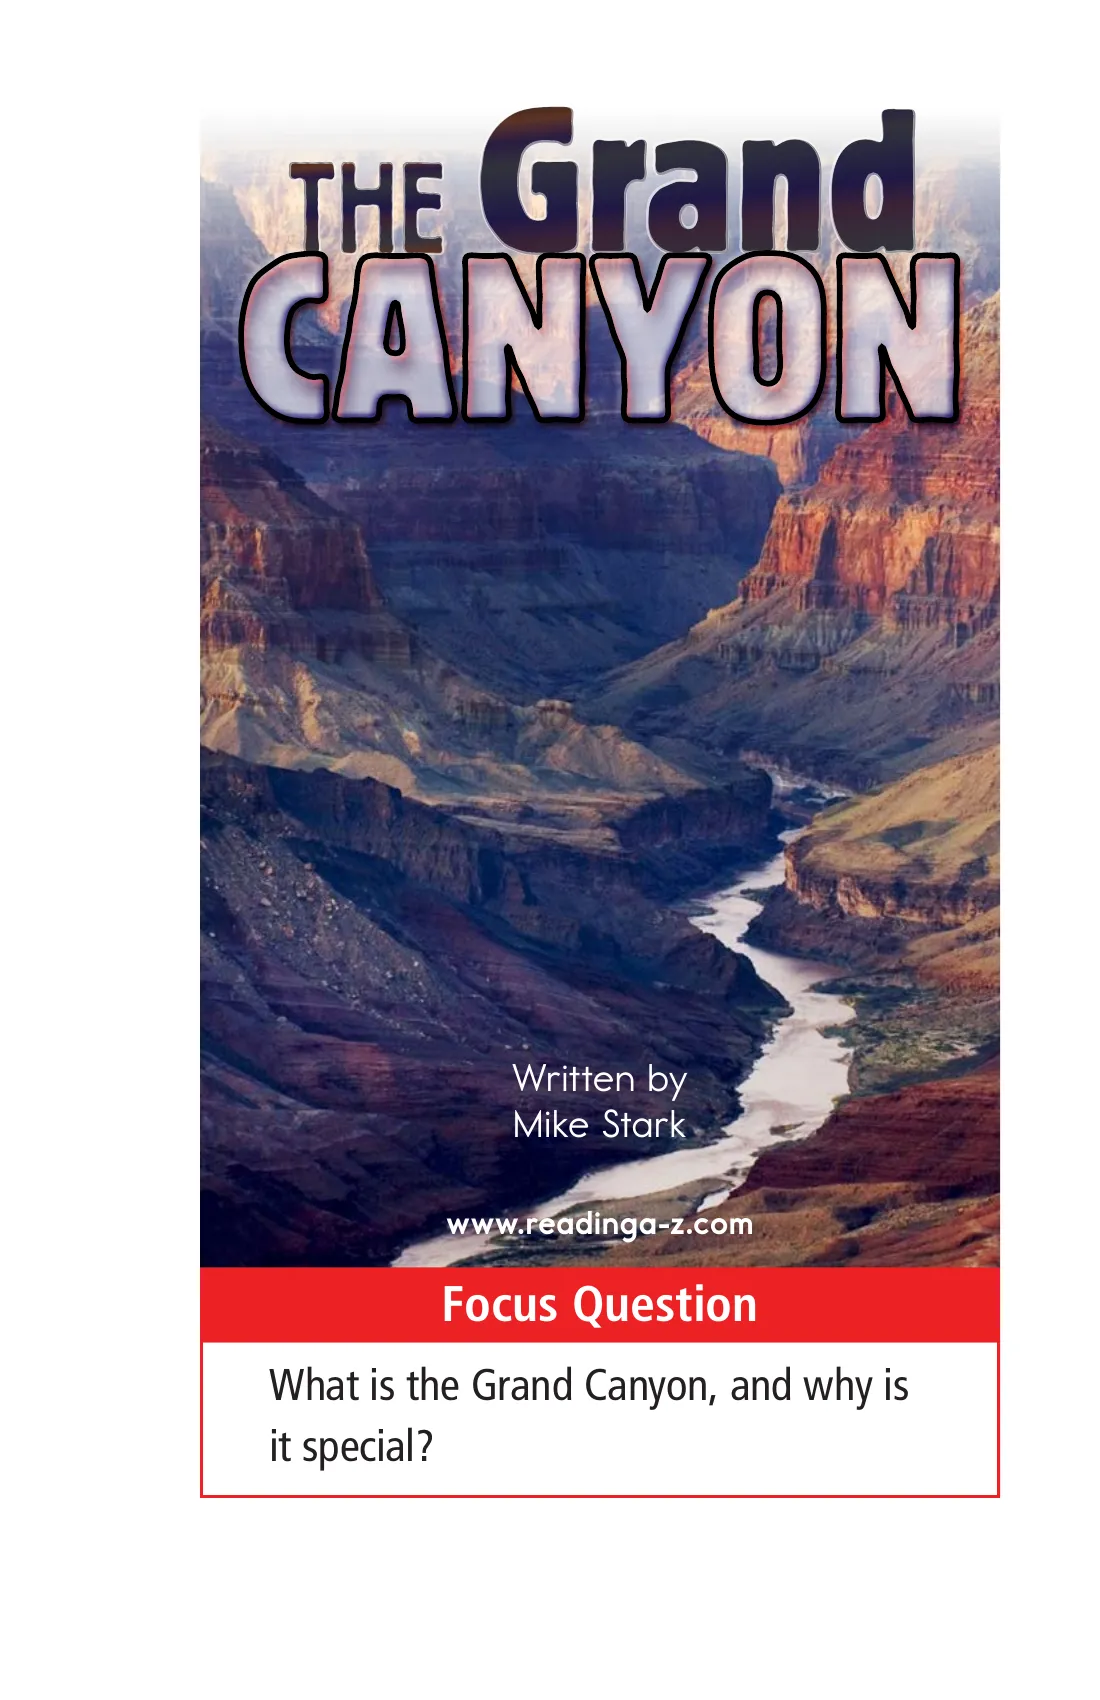 THE Grand
CANYON
Written by
Mike Stark
www.readinga-z.com
Focus Question
What is the Grand Canyon, and why is
it special?